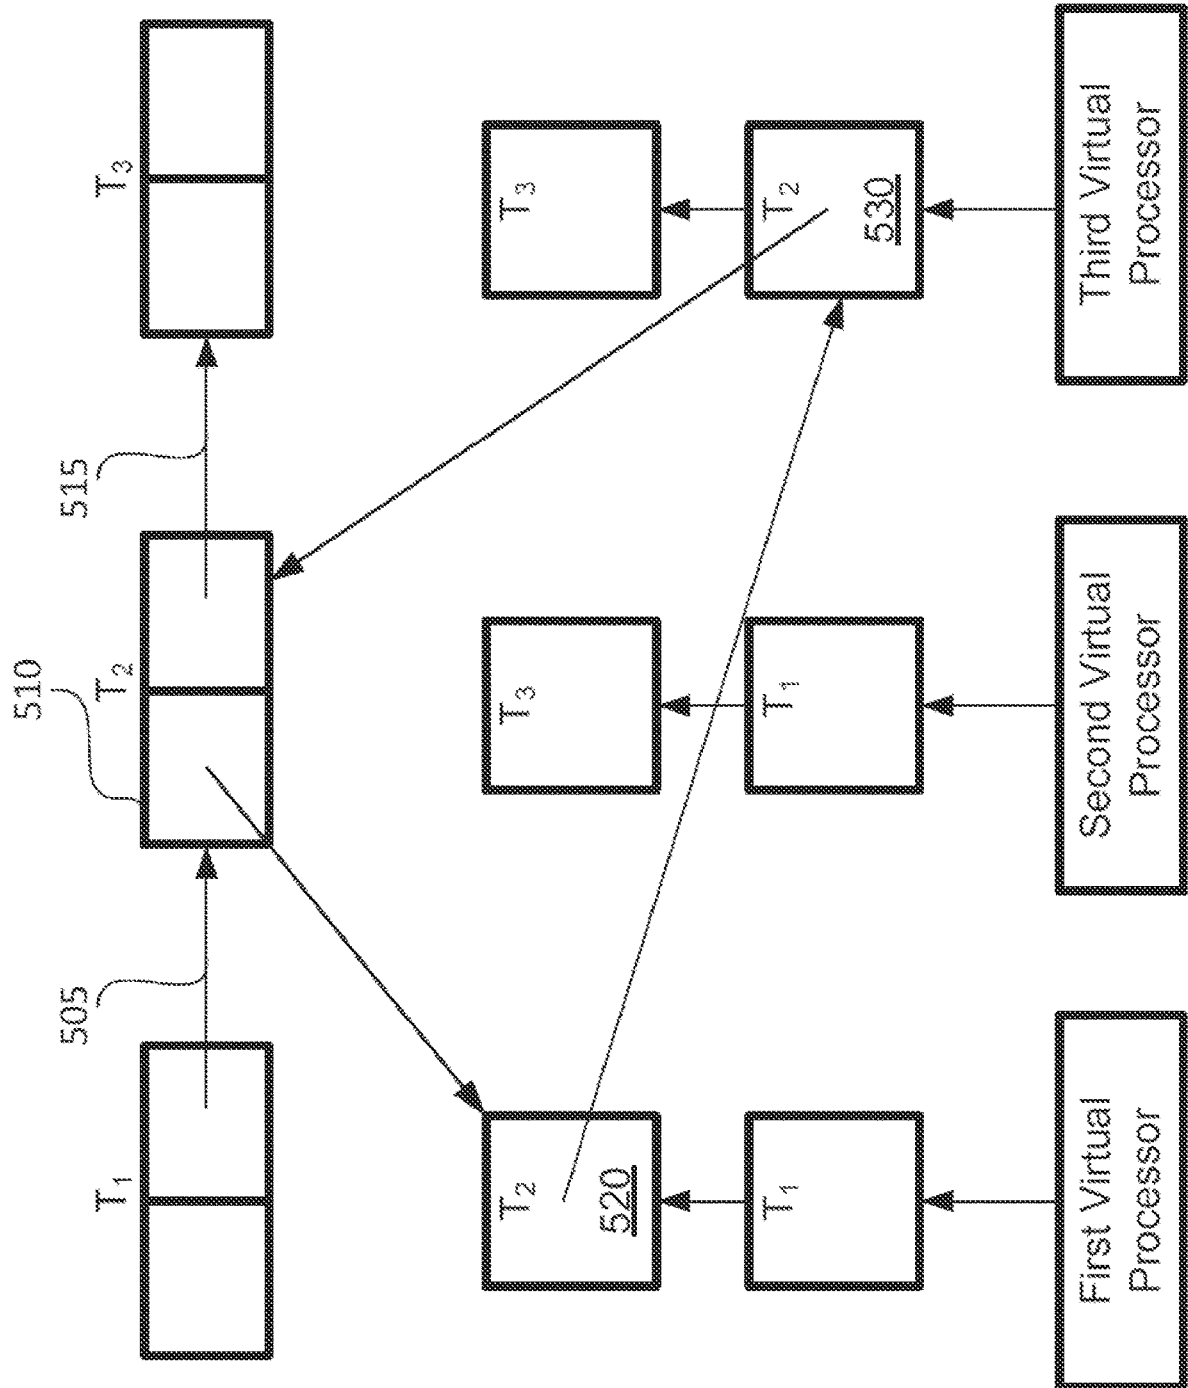 510
505
515
T₁
T₂
T₃
T₂
T₃
T₃
520
T₁
T₁
T₂
530
First Virtual
Processor
Second Virtual
Processor
Third Virtual
Processor